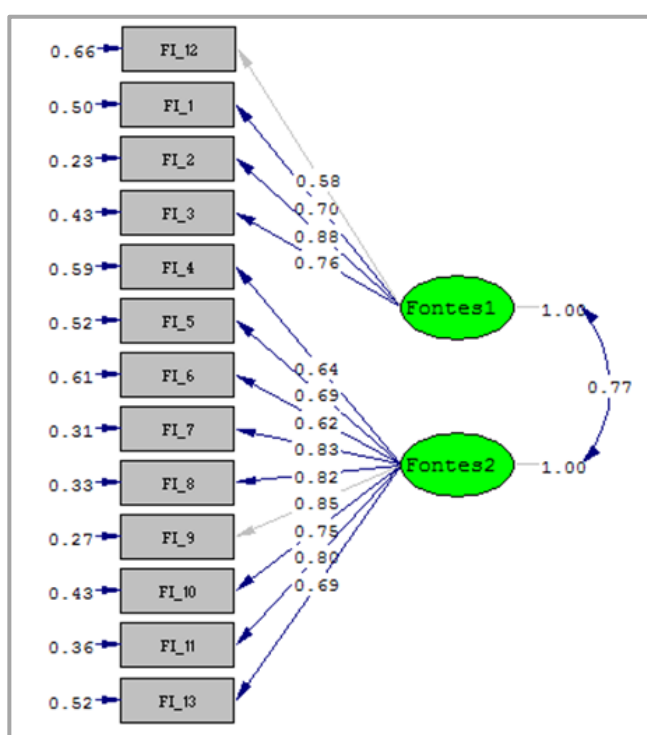 0.66 FI_12
0.50 FI_1
0.23 FI_2
0.43 FI_3
0.59 FI_4
0.52 FI_5
0.61 FI_6
0.31 FI_7
0.33 FI_8
0.27 FI_9
0.43 FI_10
0.36 FI_11
0.52 FI_13
0.58
0.70
0.88
0.76
0.64
0.69
0.62
0.83
0.82
0.85
0.75
0.80
0.69
Fontes1 1.00
0.77
Fontes2 1.00